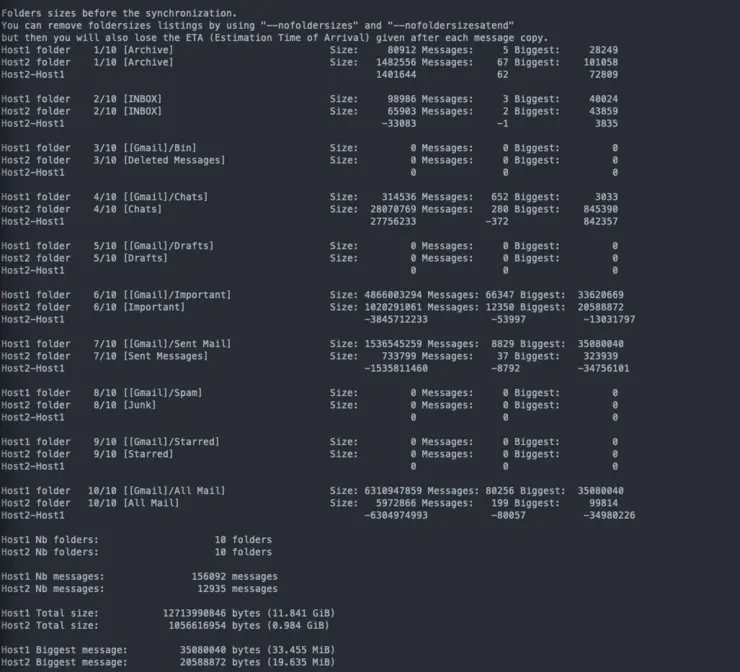 Folders sizes before the synchronization.
You can remove foldersizes listings by using "--nofoldersizes" and "--nofoldersizesatend"
but then you will also lose the ETA (Estimation Time of Arrival) given after each message copy.
Host1 folder    1/10 [Archive]                           Size:     80912 Messages:     5 Biggest:     28249
Host2 folder    1/10 [Archive]                           Size:   1482556 Messages:    67 Biggest:    101058
Host2-Host1                                                      1401644              62              72809
Host1 folder    2/10 [INBOX]                             Size:     98986 Messages:     3 Biggest:     40024
Host2 folder    2/10 [INBOX]                             Size:     65903 Messages:     2 Biggest:     43859
Host2-Host1                                                       -33083              -1               3835
Host1 folder    3/10 [[Gmail]/Bin]                       Size:         0 Messages:     0 Biggest:         0
Host2 folder    3/10 [Deleted Messages]                  Size:         0 Messages:     0 Biggest:         0
Host2-Host1                                                            0               0                  0
Host1 folder    4/10 [[Gmail]/Chats]                     Size:    314536 Messages:   652 Biggest:      3033
Host2 folder    4/10 [Chats]                             Size:  28070769 Messages:   280 Biggest:    845390
Host2-Host1                                                     27756233            -372             842357
Host1 folder    5/10 [[Gmail]/Drafts]                    Size:         0 Messages:     0 Biggest:         0
Host2 folder    5/10 [Drafts]                            Size:         0 Messages:     0 Biggest:         0
Host2-Host1                                                            0               0                  0
Host1 folder    6/10 [[Gmail]/Important]                 Size: 4866003294 Messages: 66347 Biggest:  33620669
Host2 folder    6/10 [Important]                         Size: 1020291061 Messages: 12350 Biggest:  20588872
Host2-Host1                                                    -3845712233          -53997          -13031797
Host1 folder    7/10 [[Gmail]/Sent Mail]                 Size: 1536545259 Messages:  8829 Biggest:  35080040
Host2 folder    7/10 [Sent Messages]                     Size:    733799 Messages:    37 Biggest:    323939
Host2-Host1                                                    -1535811460           -8792          -34756101
Host1 folder    8/10 [[Gmail]/Spam]                      Size:         0 Messages:     0 Biggest:         0
Host2 folder    8/10 [Junk]                              Size:         0 Messages:     0 Biggest:         0
Host2-Host1                                                            0               0                  0
Host1 folder    9/10 [[Gmail]/Starred]                   Size:         0 Messages:     0 Biggest:         0
Host2 folder    9/10 [Starred]                           Size:         0 Messages:     0 Biggest:         0
Host2-Host1                                                            0               0                  0
Host1 folder   10/10 [[Gmail]/All Mail]                  Size: 6310947859 Messages: 80256 Biggest:  35080040
Host2 folder   10/10 [All Mail]                          Size:   5972866 Messages:   199 Biggest:     99814
Host2-Host1                                                    -6304974993          -80057          -34980226
Host1 Nb folders:                    10 folders
Host2 Nb folders:                    10 folders
Host1 Nb messages:               156092 messages
Host2 Nb messages:                12935 messages
Host1 Total size:           12713990846 bytes (11.841 GiB)
Host2 Total size:            1056616954 bytes (0.984 GiB)
Host1 Biggest message:         35080040 bytes (33.455 MiB)
Host2 Biggest message:         20588872 bytes (19.635 MiB)